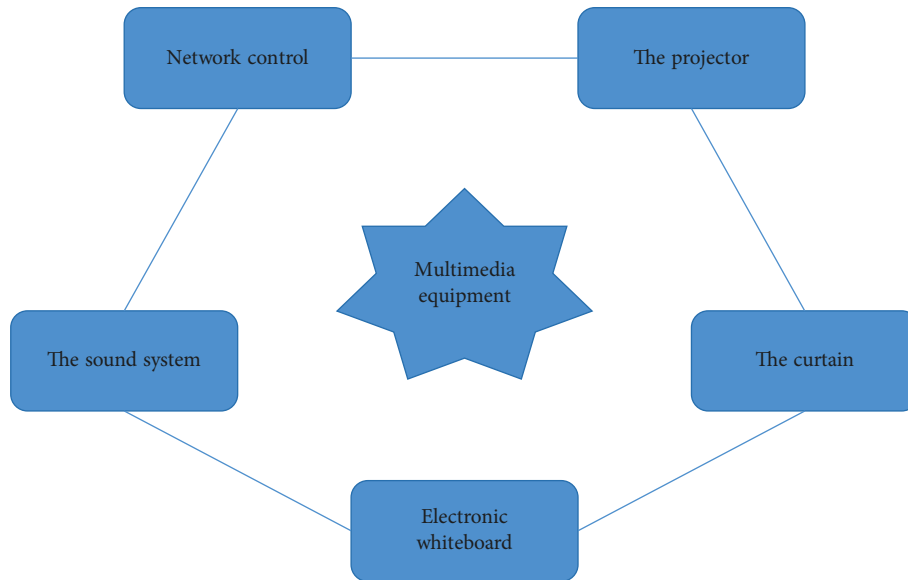 Network control
The projector
Multimedia
equipment
The sound system
The curtain
Electronic
whiteboard